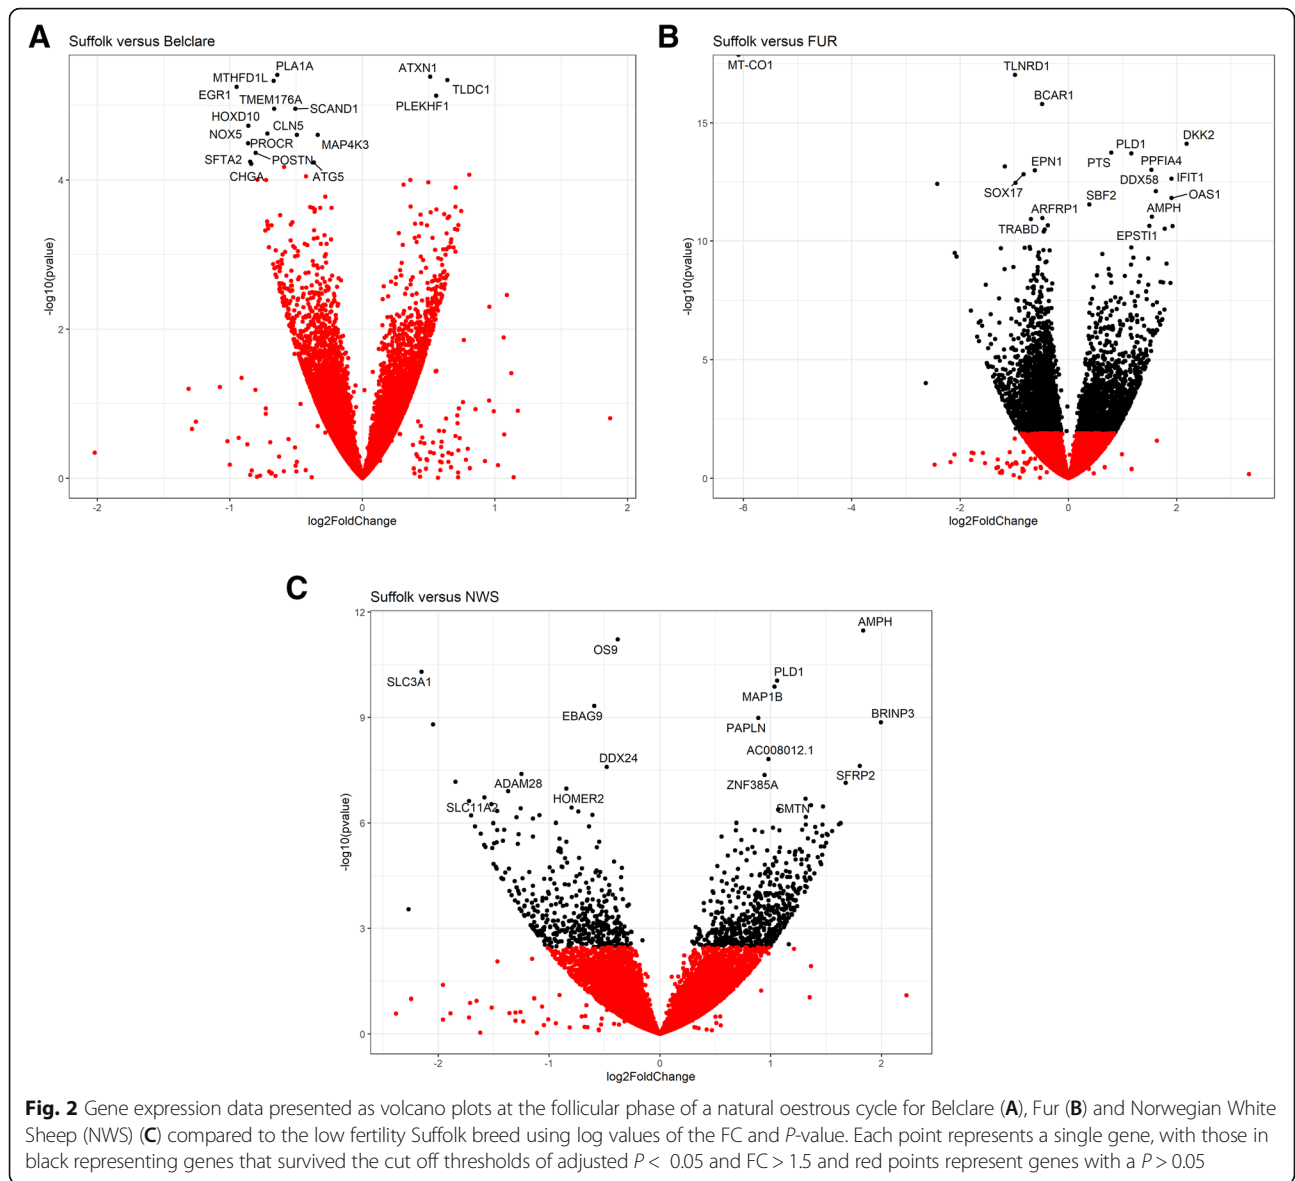 A
Suffolk versus Belclare
PLA1A
MTHFD1L
EGR1
TMEM176A
SCAND1
HOXD10
CLN5
NOX5
PROCR
MAP4K3
SFTA2
POSTN
CHGA
ATG5
ATXN1
TLDC1
PLEKHF1
-log10(pvalue)
4
2
0
-2
-1
0
1
2
log2FoldChange
B
Suffolk versus FUR
MT-CO1
TLNRD1
BCAR1
DKK2
PLD1
PTS
PPFIA4
EPN1
IFIT1
DDX58
SOX17
OAS1
SBF2
AMPH
ARFRP1
TRABD
EPSTI1
-log10(pvalue)
15
10
5
0
-6
-4
-2
0
2
log2FoldChange
C
Suffolk versus NWS
AMPH
OS9
SLC3A1
PLD1
MAP1B
EBAG9
BRINP3
PAPLN
AC008012.1
DDX24
SFRP2
ADAM28
ZNF385A
HOMER2
SLC11A2
SMTN
-log10(pvalue)
12
9
6
3
0
-2
-1
0
1
2
log2FoldChange
Fig. 2 Gene expression data presented as volcano plots at the follicular phase of a natural oestrous cycle for Belclare (A), Fur (B) and Norwegian White
Sheep (NWS) (C) compared to the low fertility Suffolk breed using log values of the FC and P-value. Each point represents a single gene, with those in
black representing genes that survived the cut off thresholds of adjusted P < 0.05 and FC > 1.5 and red points represent genes with a P > 0.05